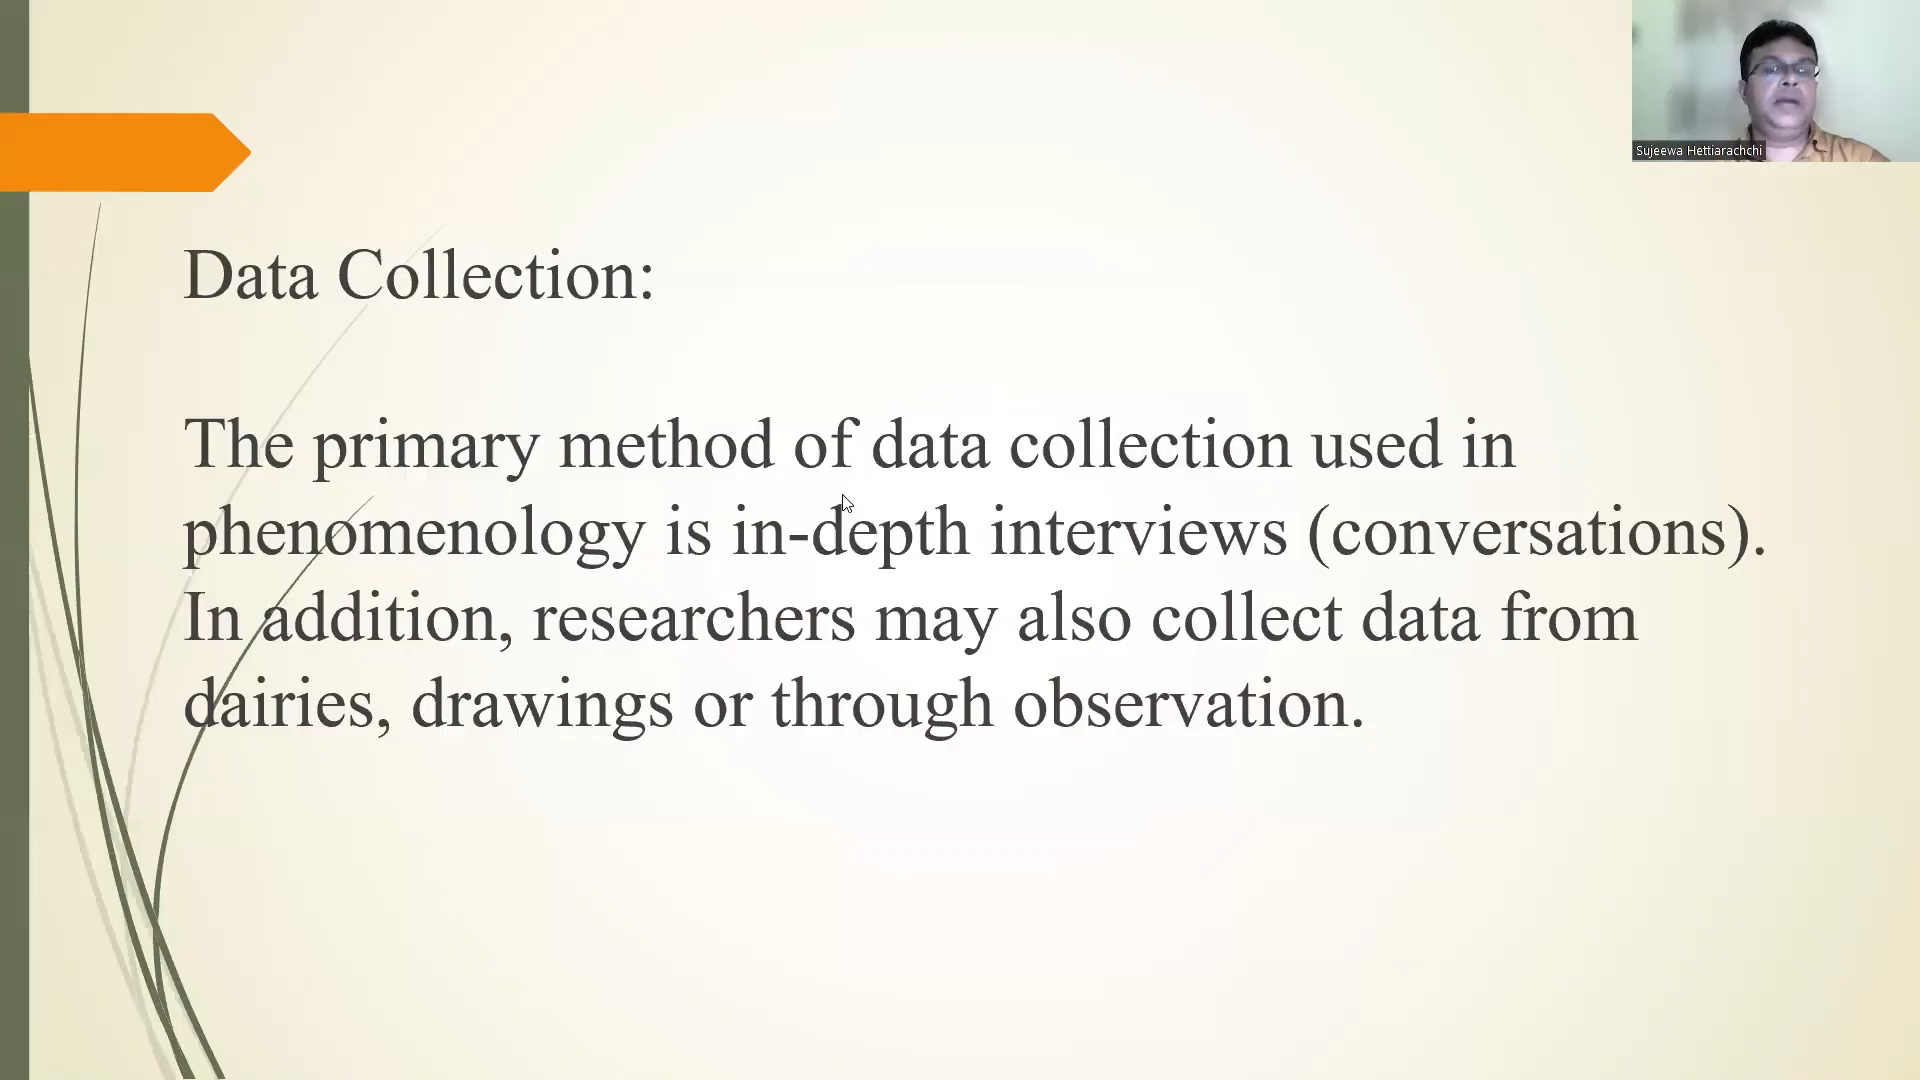 Sujeewa Hettiarachchi
Data Collection:
The primary method of data collection used in
phenomenology is in-depth interviews (conversations).
In addition, researchers may also collect data from
dairies, drawings or through observation.